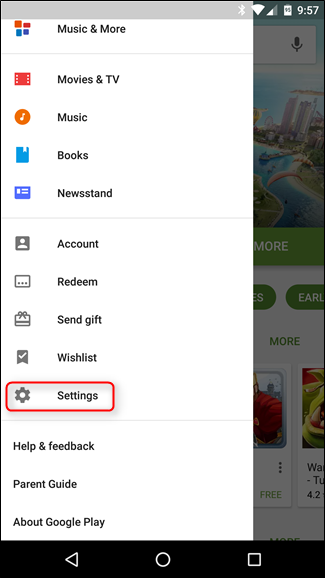 9:57
Music & More
Movies & TV
Music
Books
Newsstand
MORE
Account
Redeem
ES
EARL
Send gift
MORE
Wishlist
Settings
Help & feedback
War
- Tu
FREE
4.2
Parent Guide
About Google Play
MORE